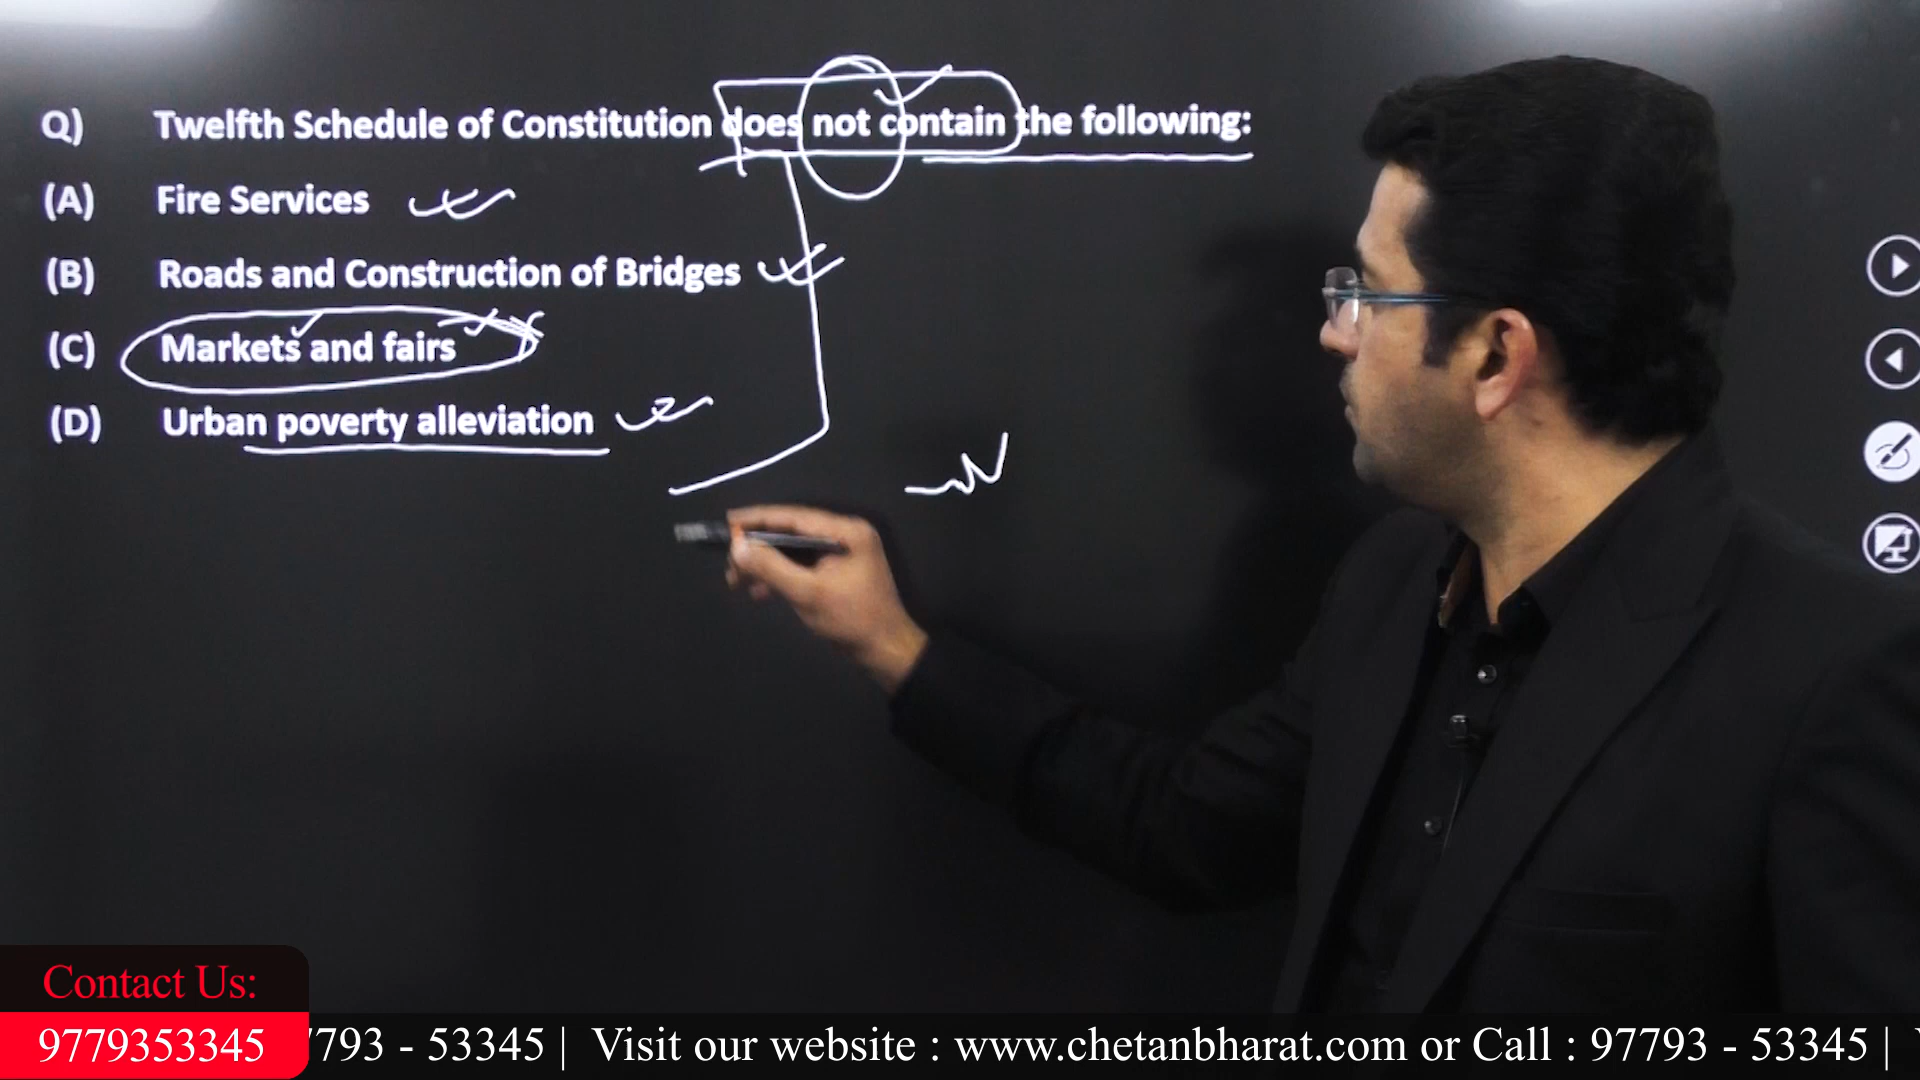 Q) Twelfth Schedule of Constitution does not contain the following:
(A) Fire Services
(B) Roads and Construction of Bridges
(C) Markets and fairs
(D) Urban poverty alleviation
Contact Us:
9779353345
793 - 53345 | Visit our website : www.chetanbharat.com or Call : 97793 - 53345 |